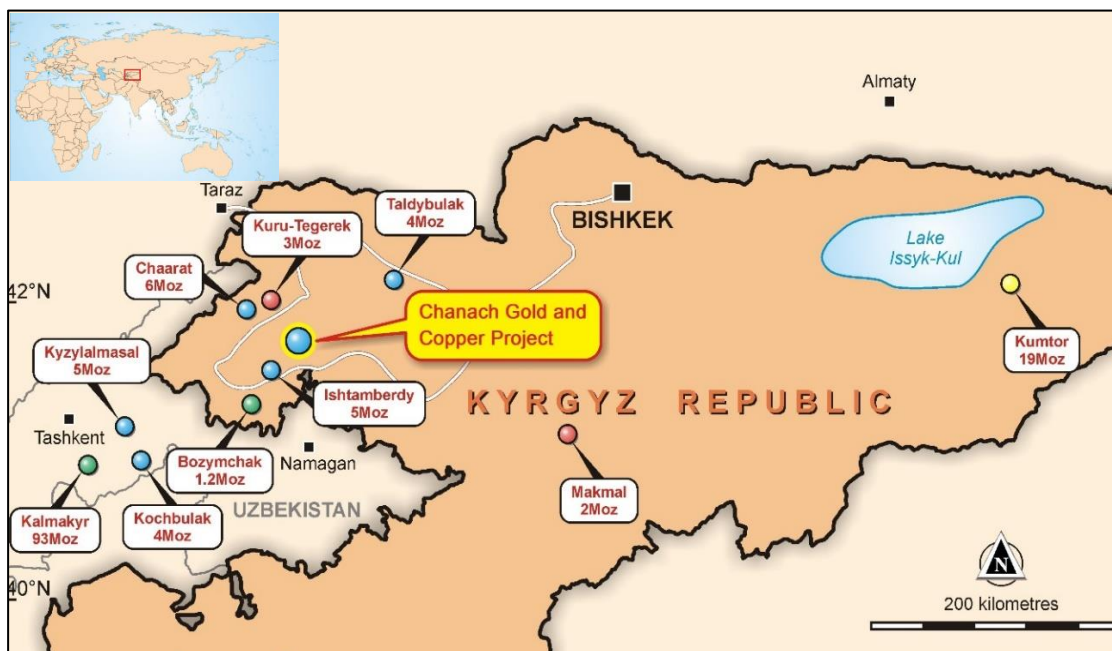 Almaty
Taraz
Taldybulak
4Moz
BISHKEK
Kuru-Tegerek
3Moz
Lake
Issyk-Kul
Chaarat
6Moz
42°N
Chanach Gold and
Copper Project
Kumtor
19Moz
Kyzylalmasal
5Moz
Ishtamberdy
5Moz
KYRGYZ REPUBLIC
Tashkent
Namagan
Bozymchak
1.2Moz
Makmal
2Moz
UZBEKISTAN
Kalmakyr
93Moz
Kochbulak
4Moz
N
40°N
200 kilometres